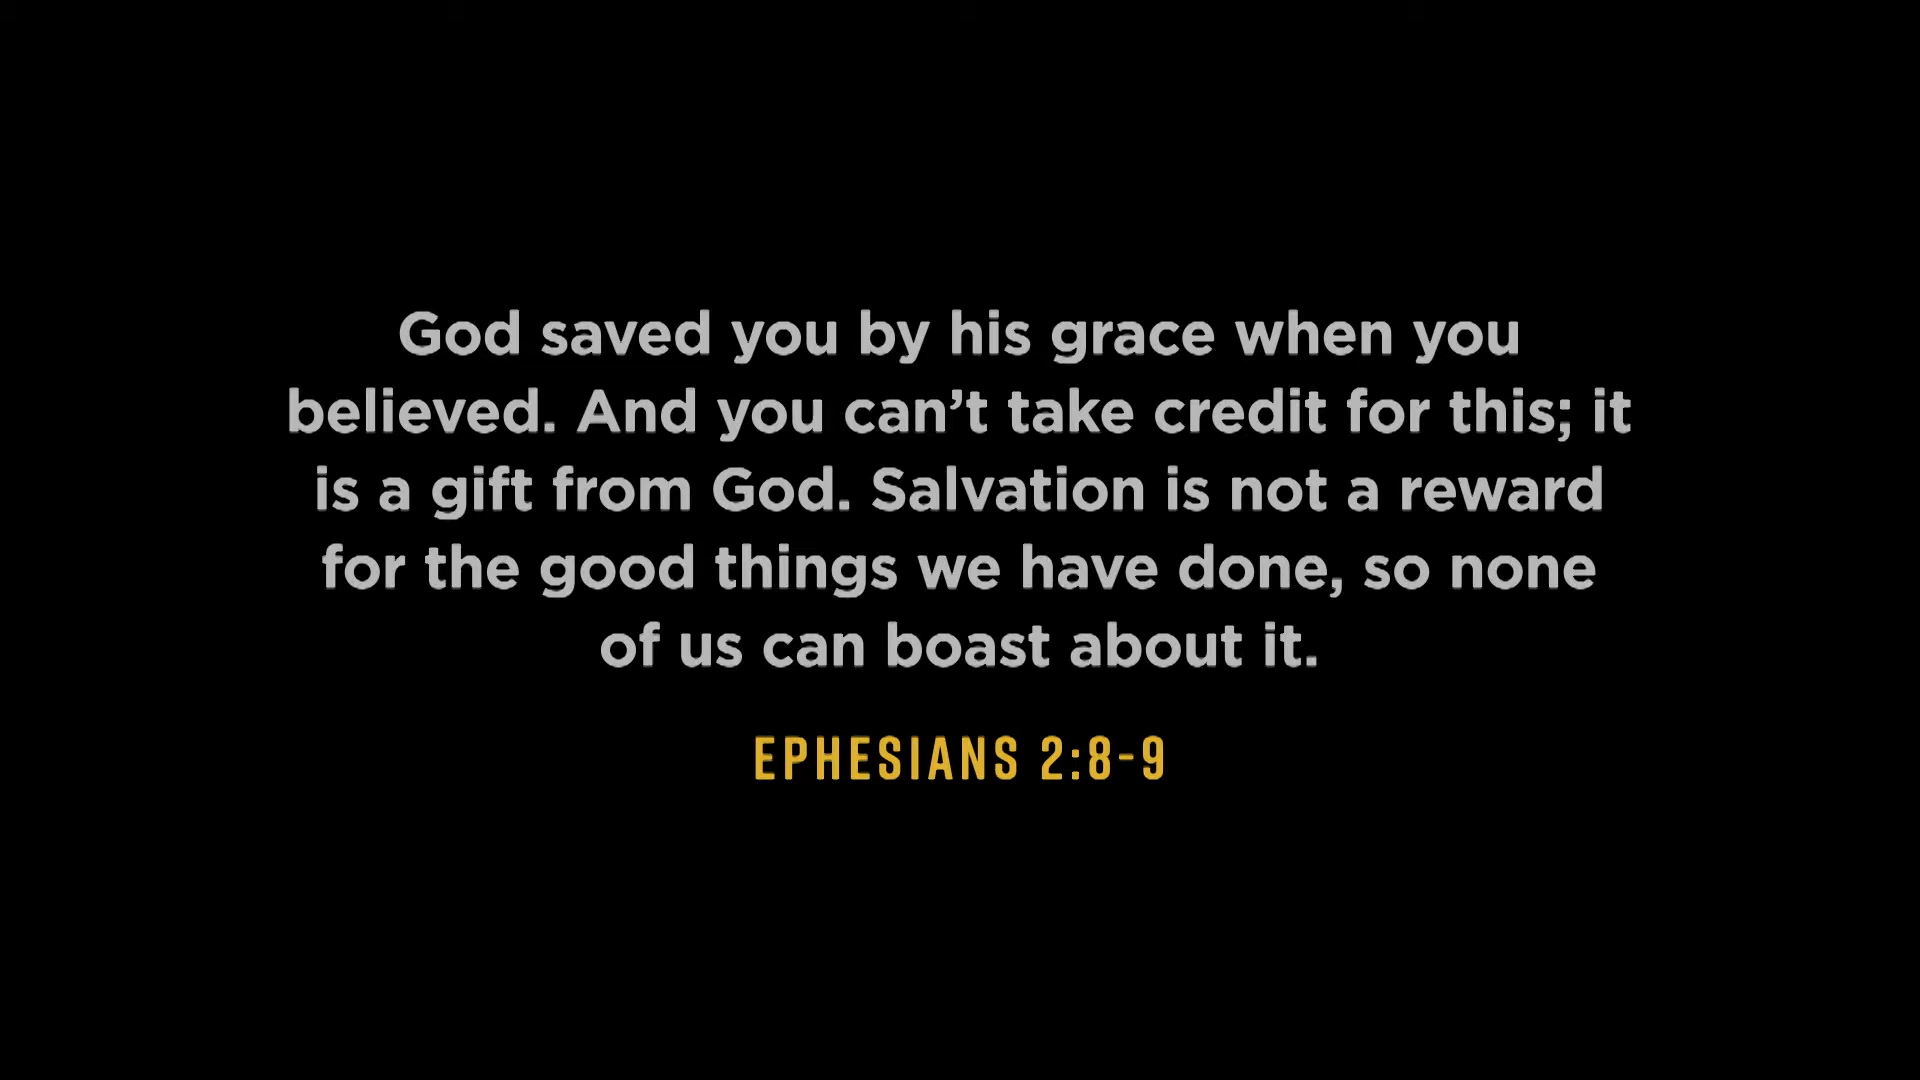 God saved you by his grace when you
believed. And you can’t take credit for this; it
is a gift from God. Salvation is not a reward
for the good things we have done, so none
of us can boast about it.
EPHESIANS 2:8-9